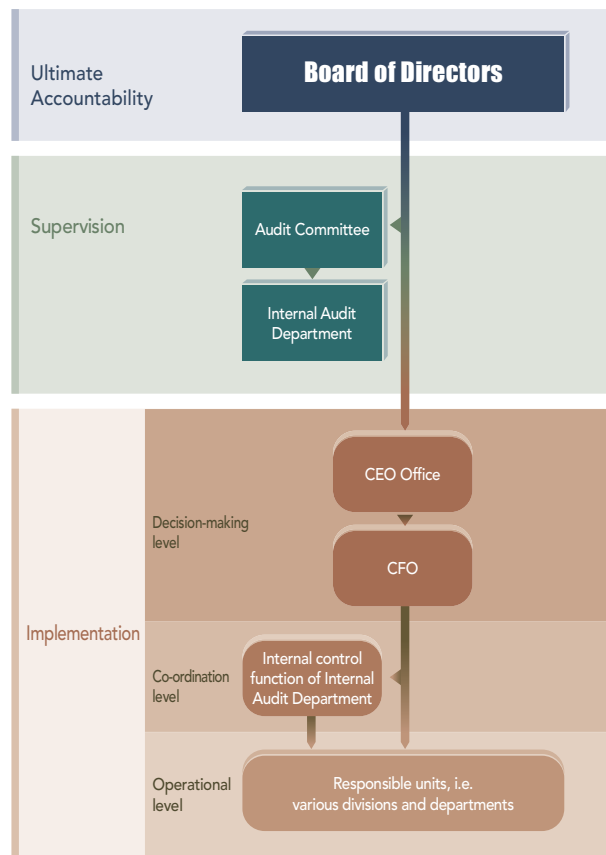 Ultimate
Accountability
Board of Directors
Supervision
Audit Committee
Internal Audit
Department
Implementation
Decision-making
level
CEO Office
CFO
Co-ordination
level
Internal control
function of Internal
Audit Department
Operational
level
Responsible units, i.e.
various divisions and departments